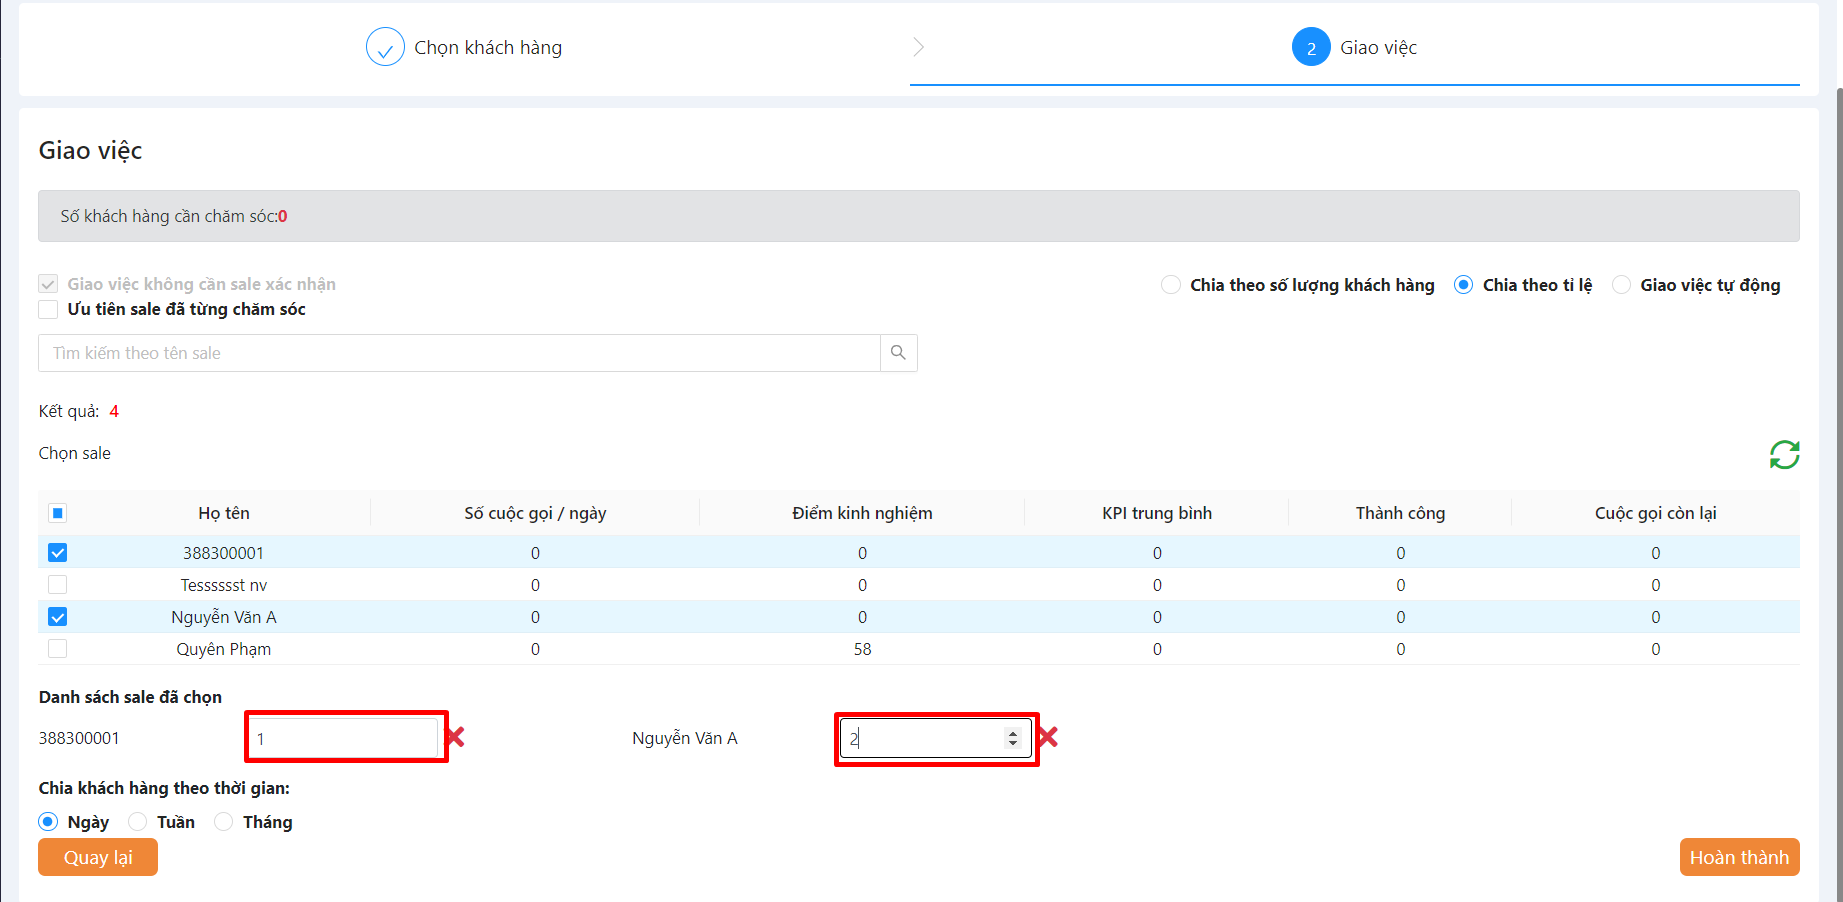 Chọn khách hàng
2 Giao việc
Giao việc
Số khách hàng cần chăm sóc:0
Giao việc không cần sale xác nhận
Ưu tiên sale đã từng chăm sóc
Chia theo số lượng khách hàng Chia theo tỉ lệ Giao việc tự động
Tìm kiếm theo tên sale
Kết quả: 4
Chọn sale
Họ tên Số cuộc gọi / ngày Điểm kinh nghiệm KPI trung bình Thành công Cuộc gọi còn lại
388300001 0 0 0 0 0
Tesssssst nv 0 0 0 0 0
Nguyễn Văn A 0 0 0 0 0
Quyên Phạm 0 58 0 0 0
Danh sách sale đã chọn
388300001 1 Nguyễn Văn A 2
Chia khách hàng theo thời gian:
Ngày Tuần Tháng
Quay lại Hoàn thành